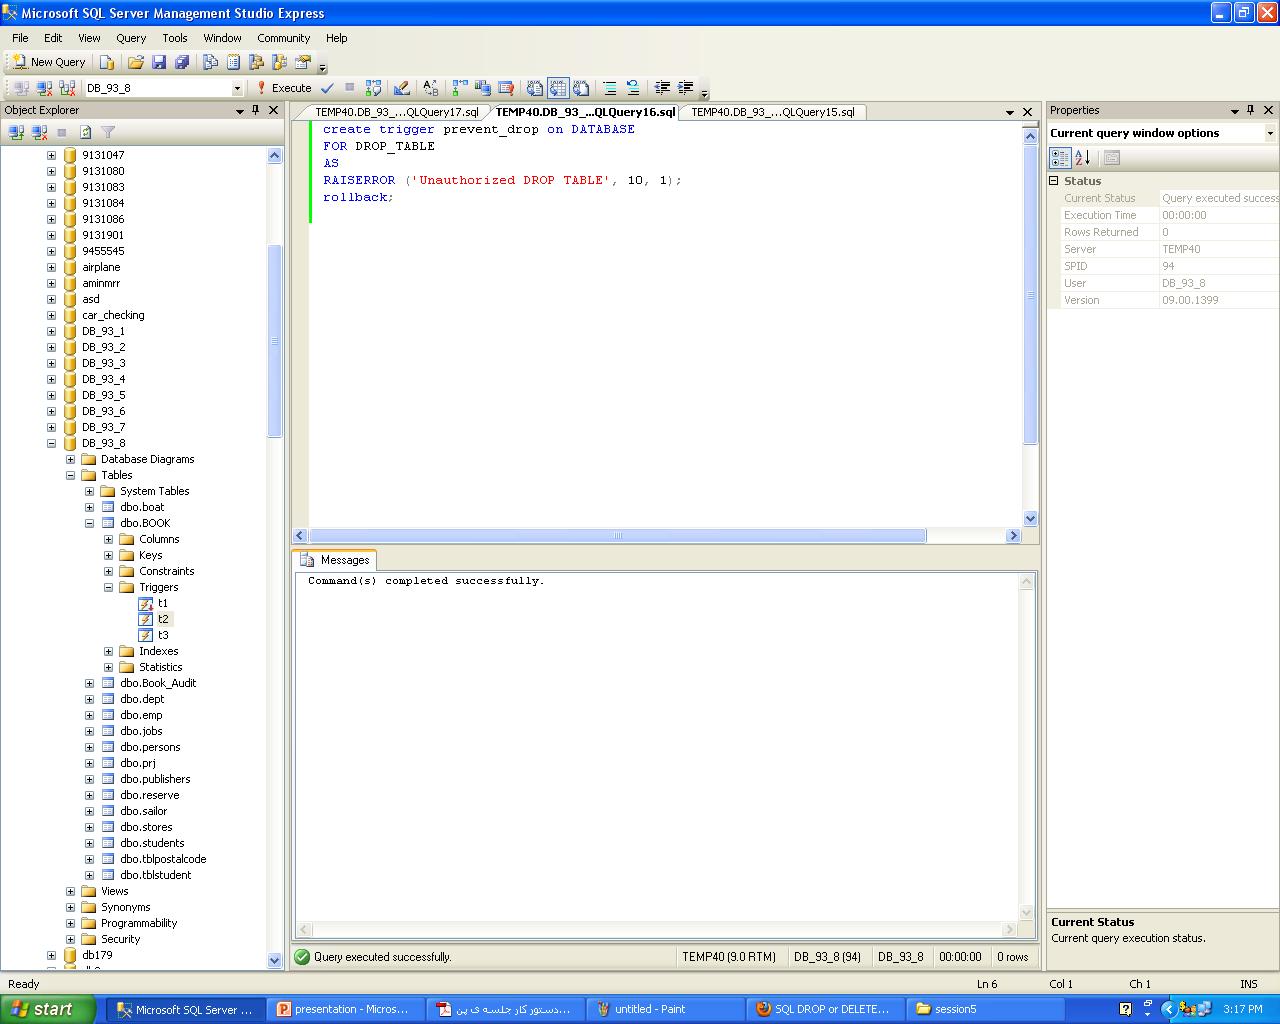 Microsoft SQL Server Management Studio Express
File Edit View Query Tools Window Community Help
New Query
DB_93_8 Execute
Object Explorer
9131047
9131080
9131083
9131084
9131086
9131901
9455545
airplane
aminmrr
asd
car_checking
DB_93_1
DB_93_2
DB_93_3
DB_93_4
DB_93_5
DB_93_6
DB_93_7
DB_93_8
Database Diagrams
Tables
System Tables
dbo.boat
dbo.BOOK
Columns
Keys
Constraints
Triggers
t1
t2
t3
Indexes
Statistics
dbo.Book_Audit
dbo.dept
dbo.emp
dbo.jobs
dbo.persons
dbo.prj
dbo.publishers
dbo.reserve
dbo.sailor
dbo.stores
dbo.students
dbo.tblpostalcode
dbo.tblstudent
Views
Synonyms
Programmability
Security
db179
TEMP40.DB_93_...QLQuery17.sql TEMP40.DB_93_...QLQuery16.sql TEMP40.DB_93_...QLQuery15.sql
create trigger prevent_drop on DATABASE
FOR DROP_TABLE
AS
RAISERROR ('Unauthorized DROP TABLE', 10, 1);
rollback;
Messages
Command(s) completed successfully.
Query executed successfully. TEMP40 (9.0 RTM) DB_93_8 (94) DB_93_8 00:00:00 0 rows
Properties
Current query window options
Status
Current Status Query executed success
Execution Time 00:00:00
Rows Returned 0
Server TEMP40
SPID 94
User DB_93_8
Version 09.00.1399
Current Status
Current query execution status.
Ready Ln 6 Col 1 Ch 1 INS
start Microsoft SQL Server ... presentation - Micros... دستور کار جلسه ی پن... untitled - Paint SQL DROP or DELETE... session5 3:17 PM